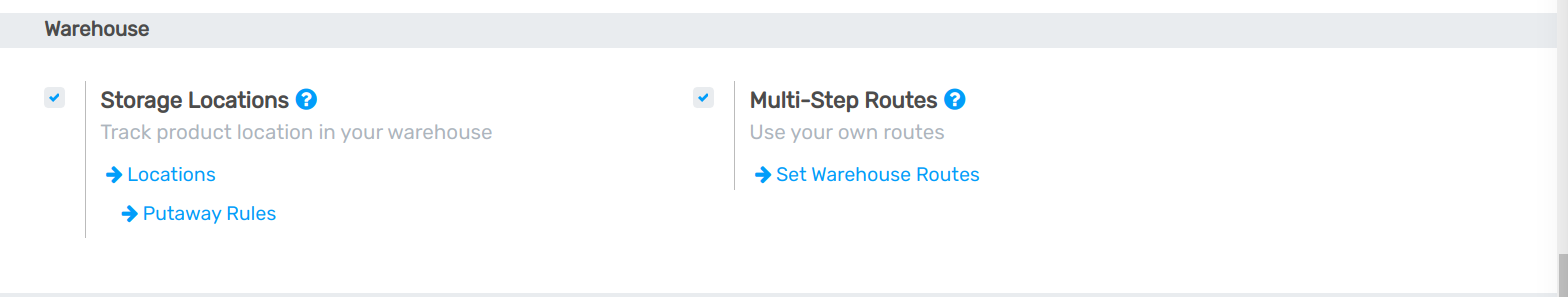 Warehouse
Storage Locations
Track product location in your warehouse
Locations
Putaway Rules
Multi-Step Routes
Use your own routes
Set Warehouse Routes